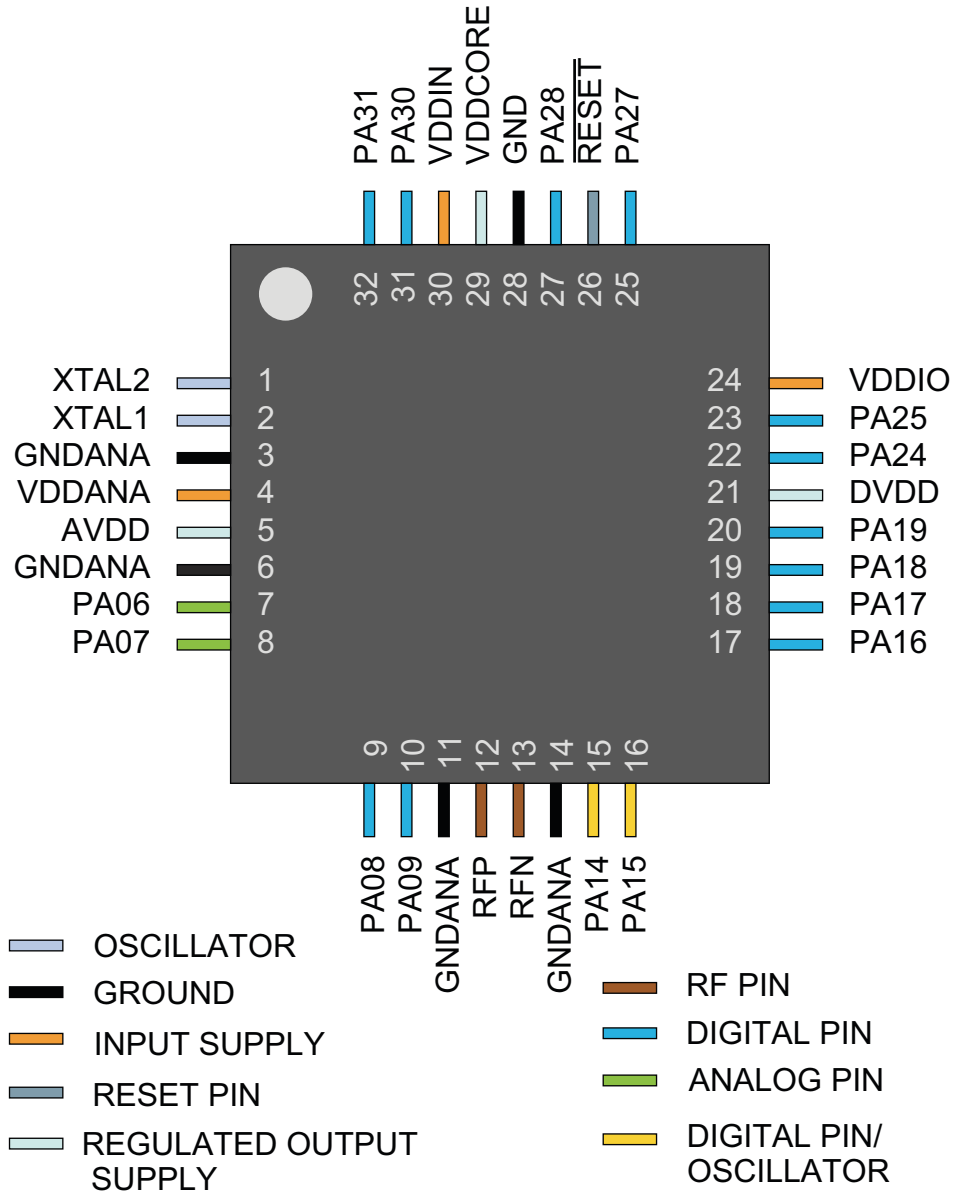 PA31
PA30
VDDIN
VDDCORE
GND
PA28
RESET
PA27
32
31
30
29
28
27
26
25
XTAL2 1
XTAL1 2
GNDANA 3
VDDANA 4
AVDD 5
GNDANA 6
PA06 7
PA07 8
24 VDDIO
23 PA25
22 PA24
21 DVDD
20 PA19
19 PA18
18 PA17
17 PA16
9
10
11
12
13
14
15
16
PA08
PA09
GNDANA
RFP
RFN
GNDANA
PA14
PA15
OSCILLATOR
GROUND
INPUT SUPPLY
RESET PIN
REGULATED OUTPUT
SUPPLY
RF PIN
DIGITAL PIN
ANALOG PIN
DIGITAL PIN/
OSCILLATOR